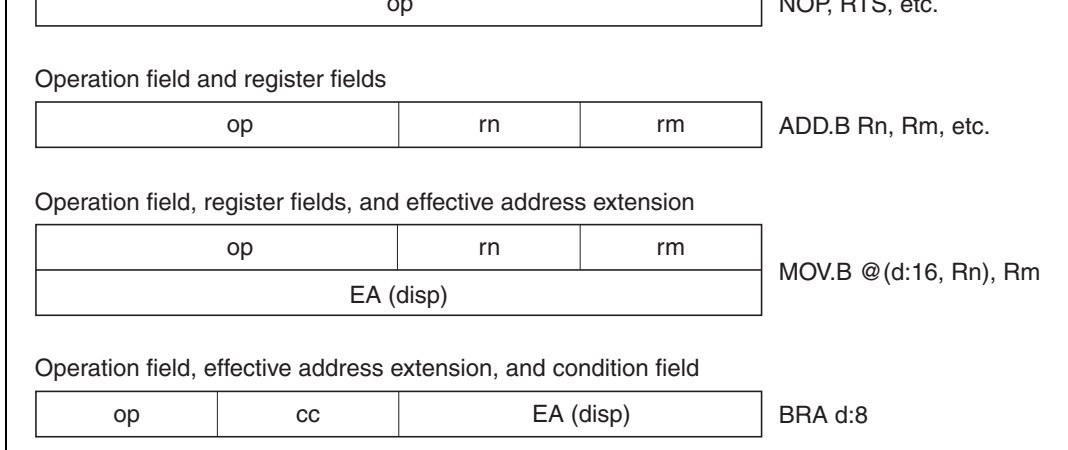 op NOP, RTS, etc.
Operation field and register fields
op rn rm ADD.B Rn, Rm, etc.
Operation field, register fields, and effective address extension
op rn rm
MOV.B @(d:16, Rn), Rm
EA (disp)
Operation field, effective address extension, and condition field
op cc EA (disp) BRA d:8